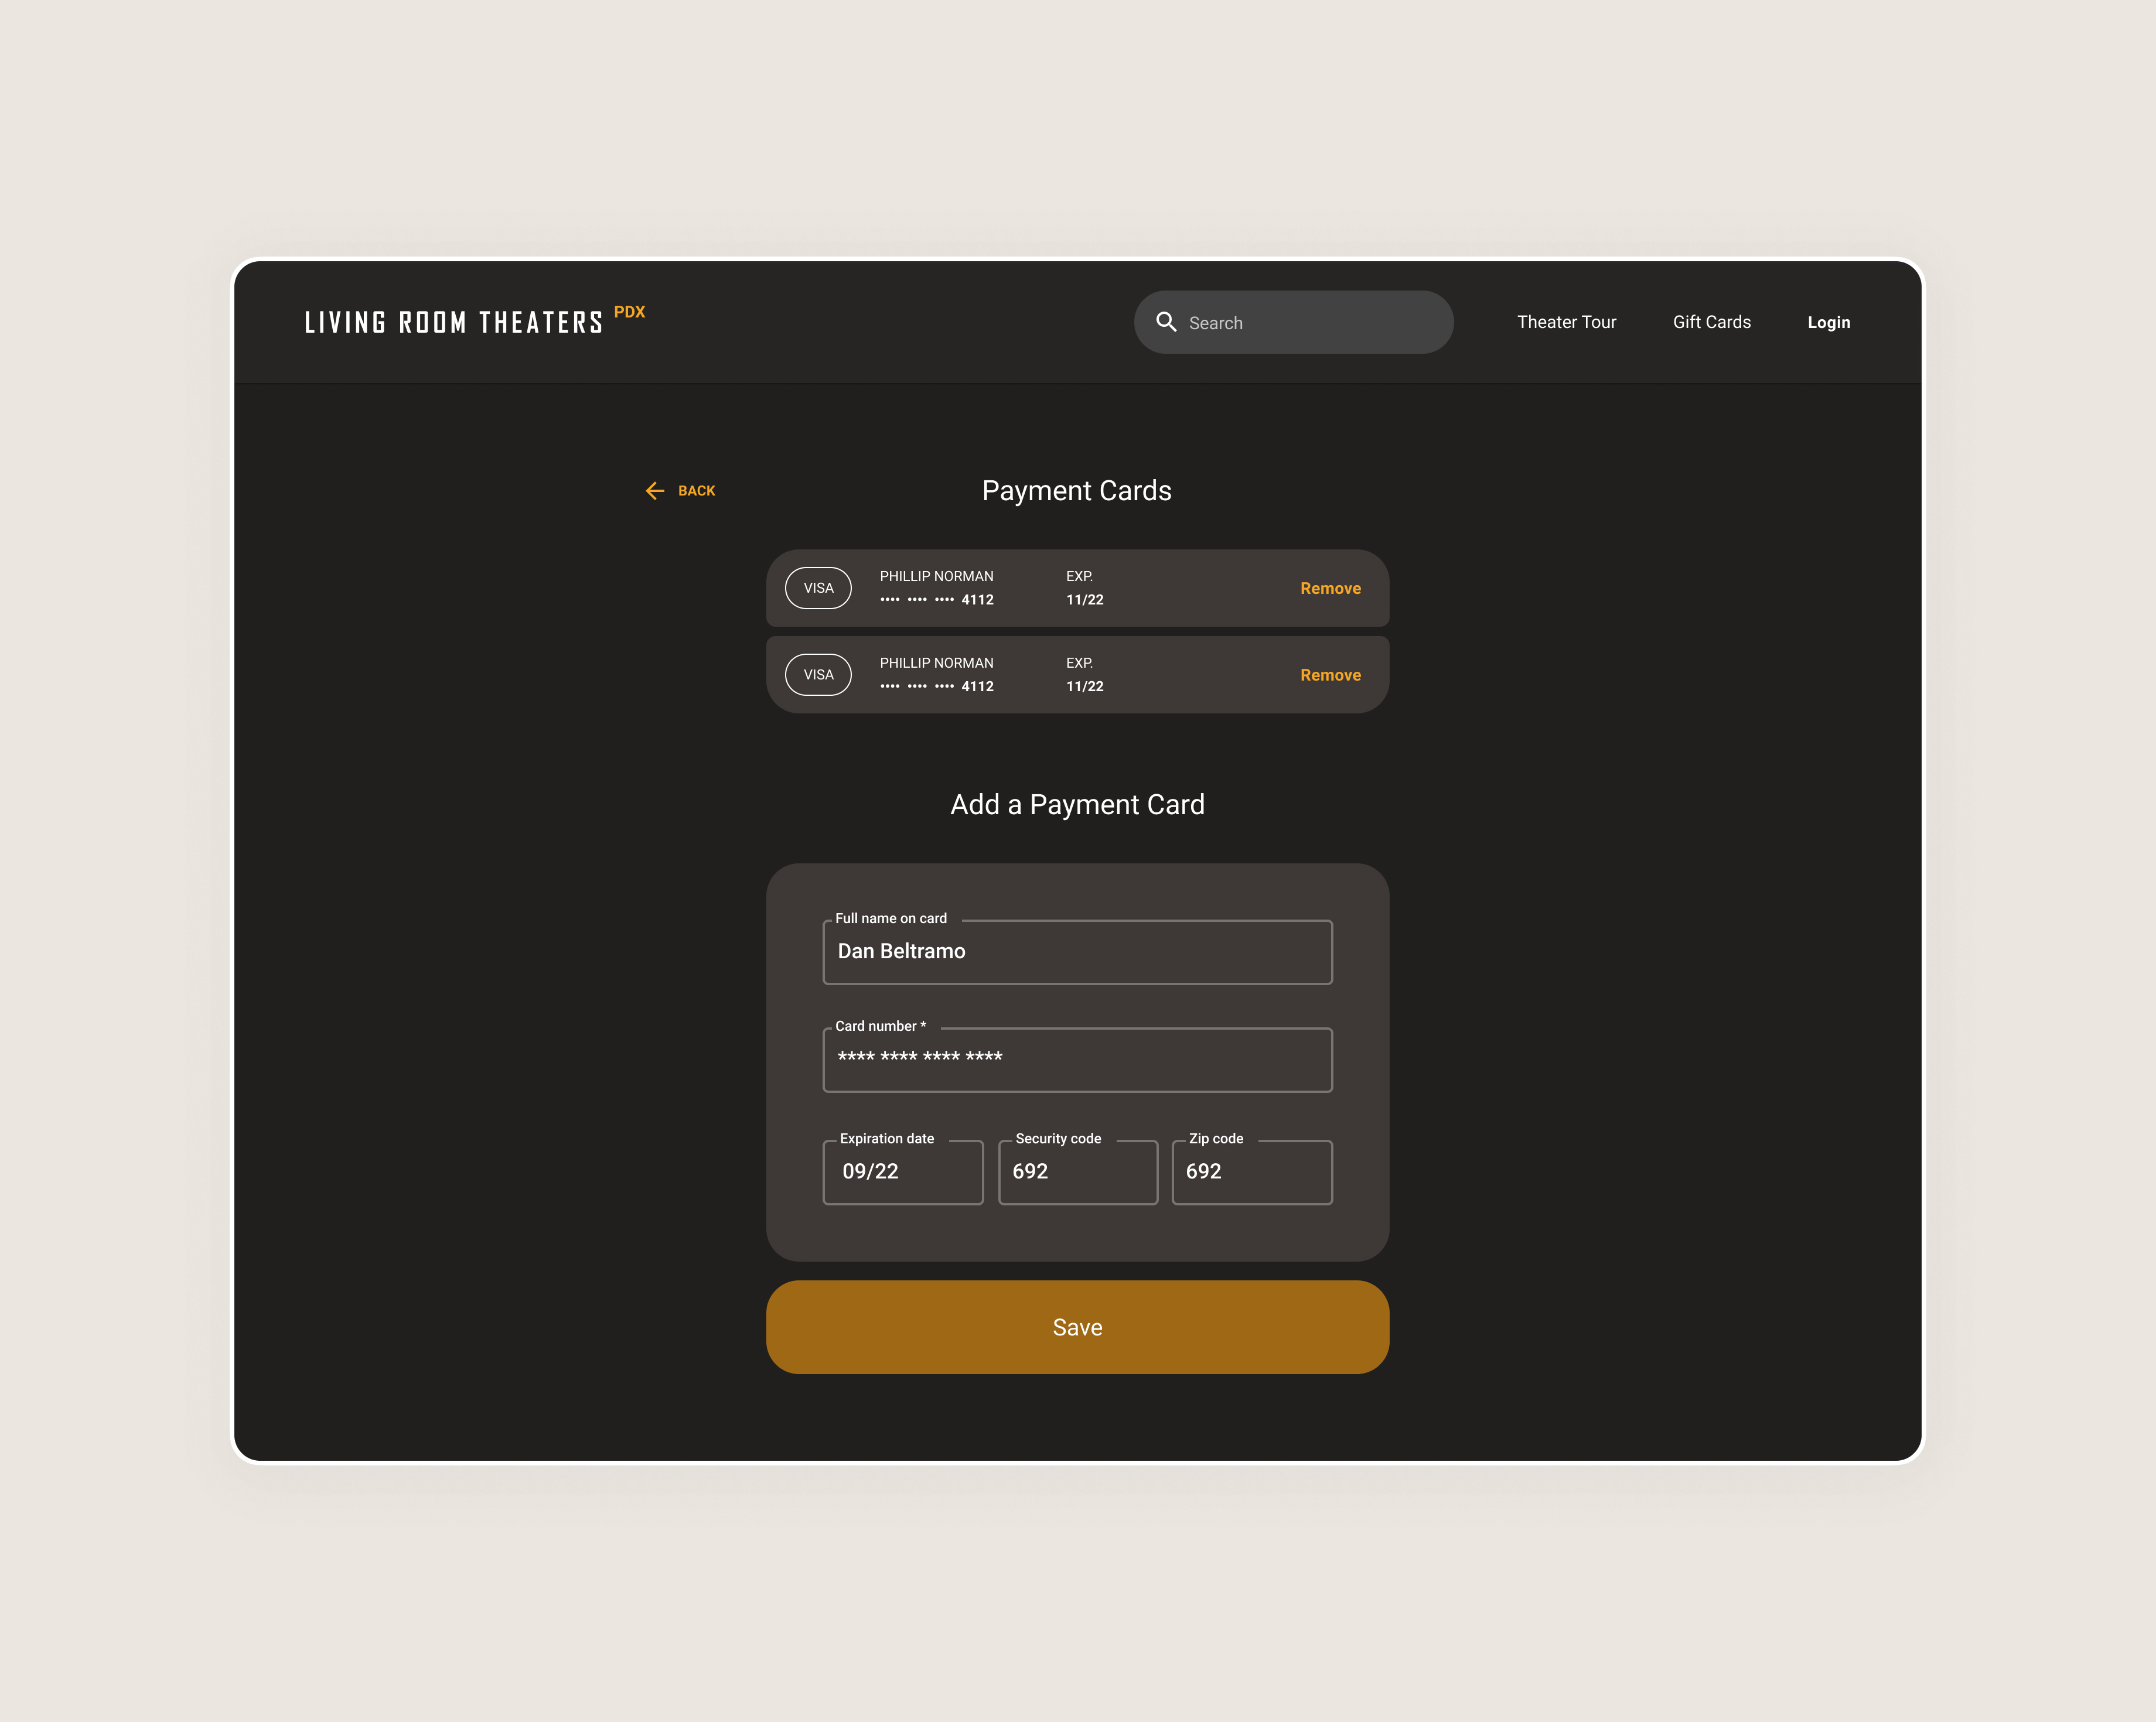 LIVING ROOM THEATERS PDX
Search
Theater Tour
Gift Cards
Login
BACK
Payment Cards
VISA
PHILLIP NORMAN
•••• •••• •••• 4112
EXP.
11/22
Remove
VISA
PHILLIP NORMAN
•••• •••• •••• 4112
EXP.
11/22
Remove
Add a Payment Card
Full name on card
Dan Beltramo
Card number *
**** **** **** ****
Expiration date
09/22
Security code
692
Zip code
692
Save